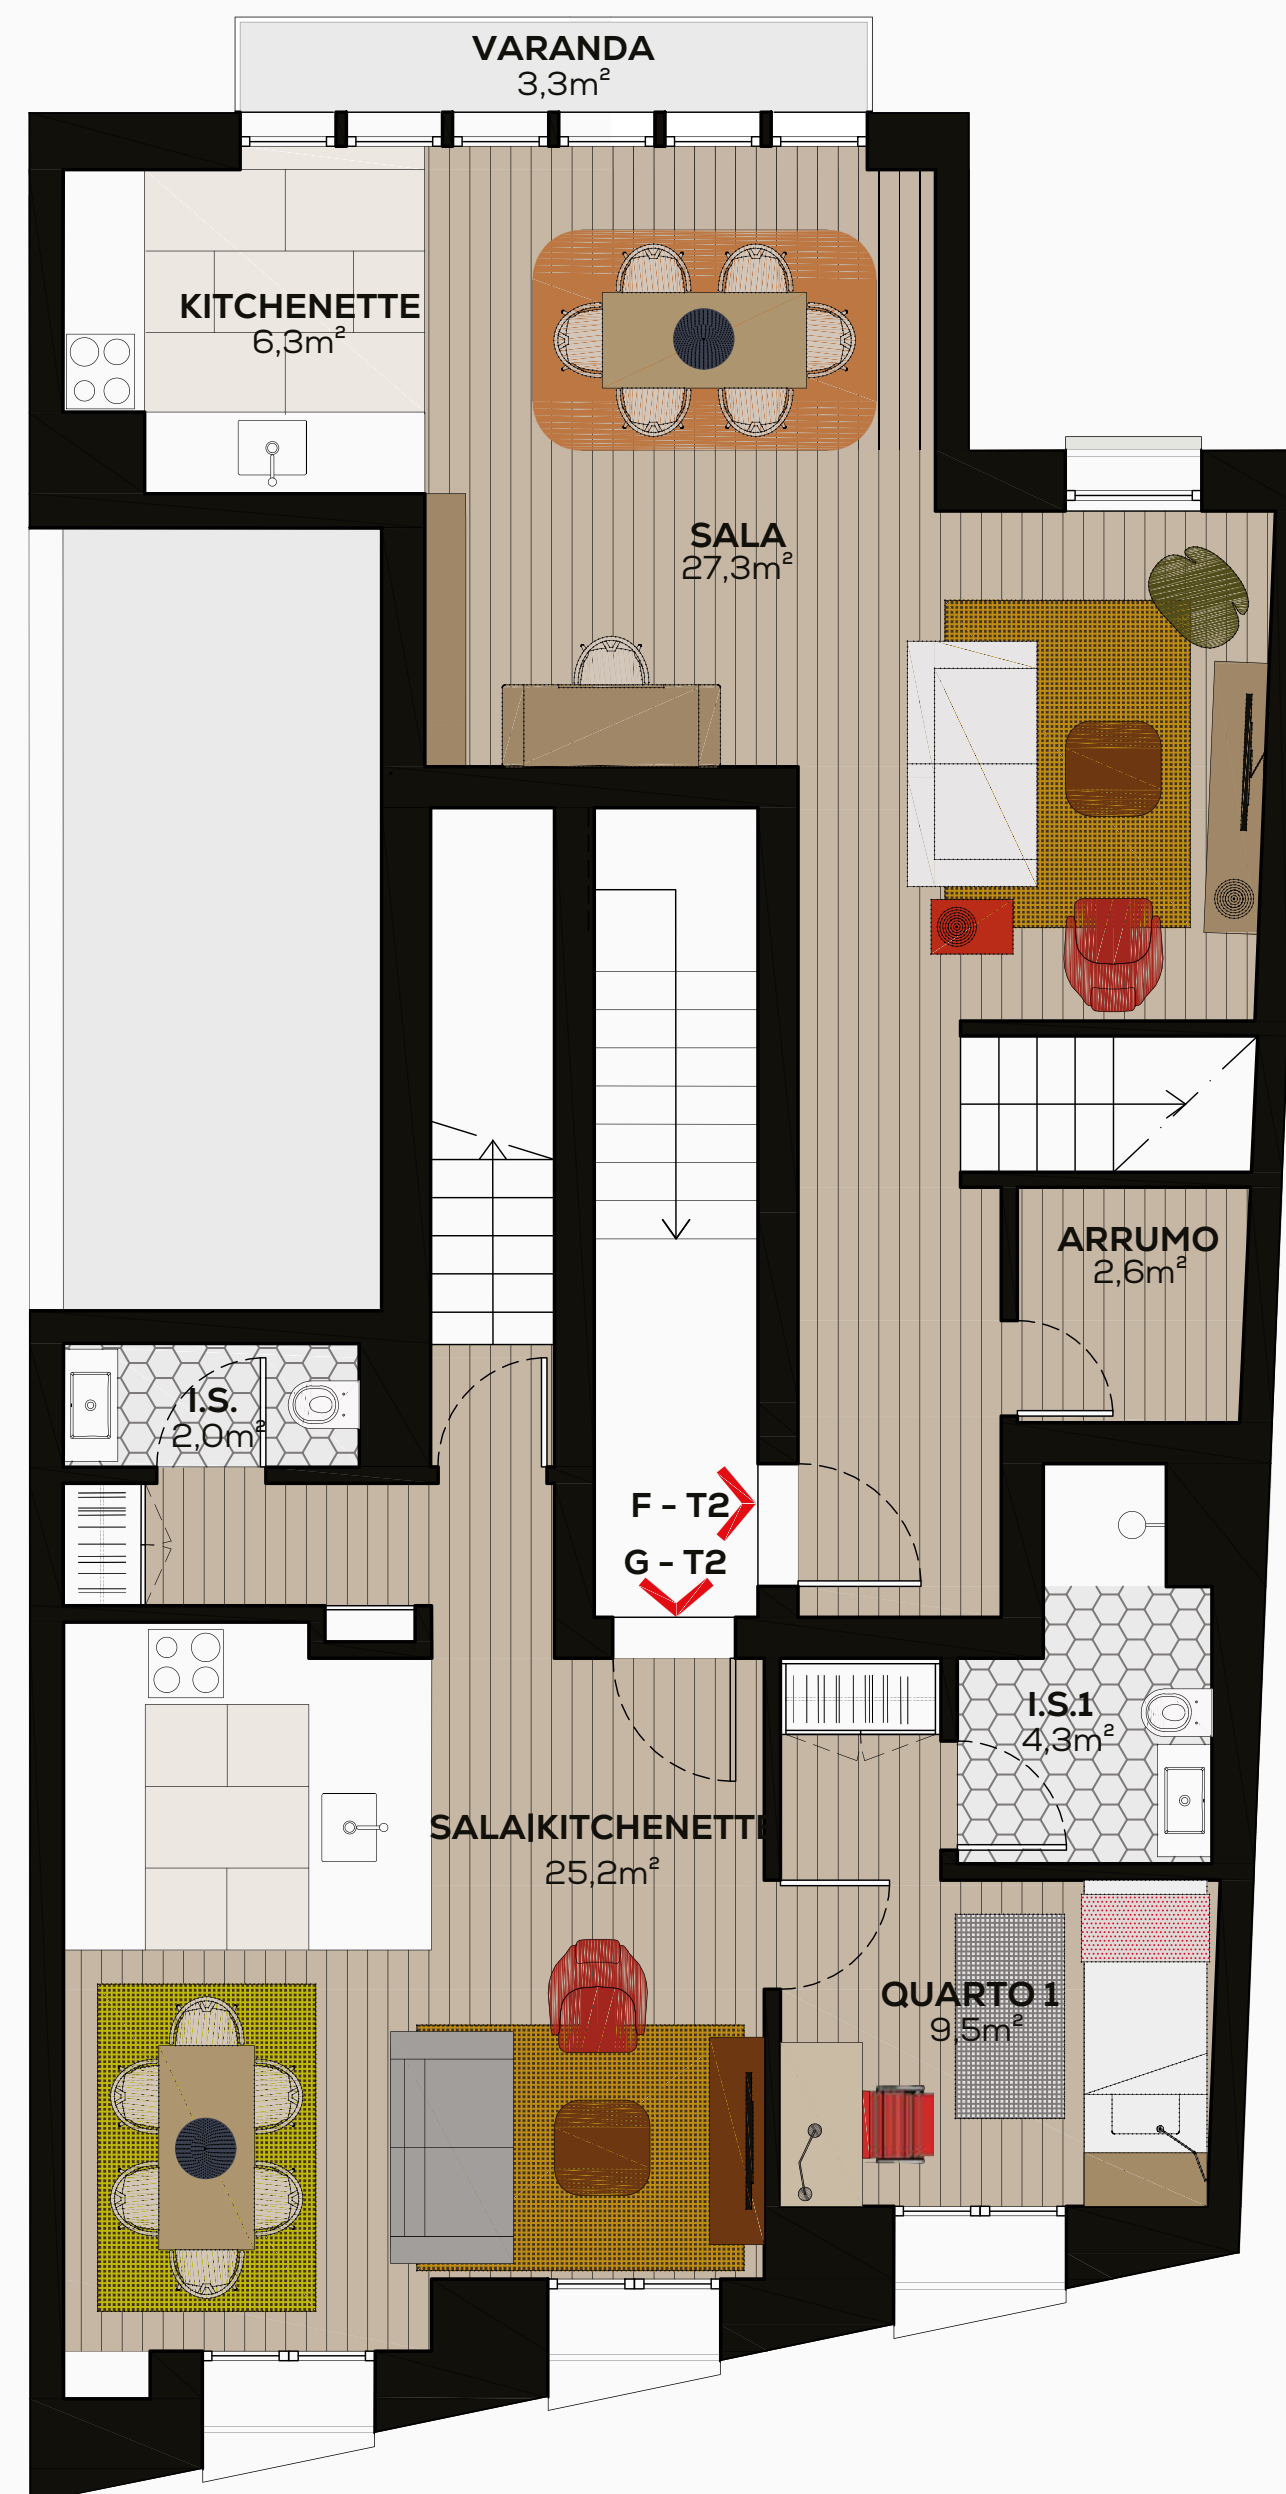 VARANDA
3,3m²
KITCHENETTE
6,3m²
SALA
27,3m²
ARRUMO
2,6m²
I.S.
2,0m²
F - T2
G - T2
I.S.1
4,3m²
SALA|KITCHENETTE
25,2m²
QUARTO 1
9,5m²